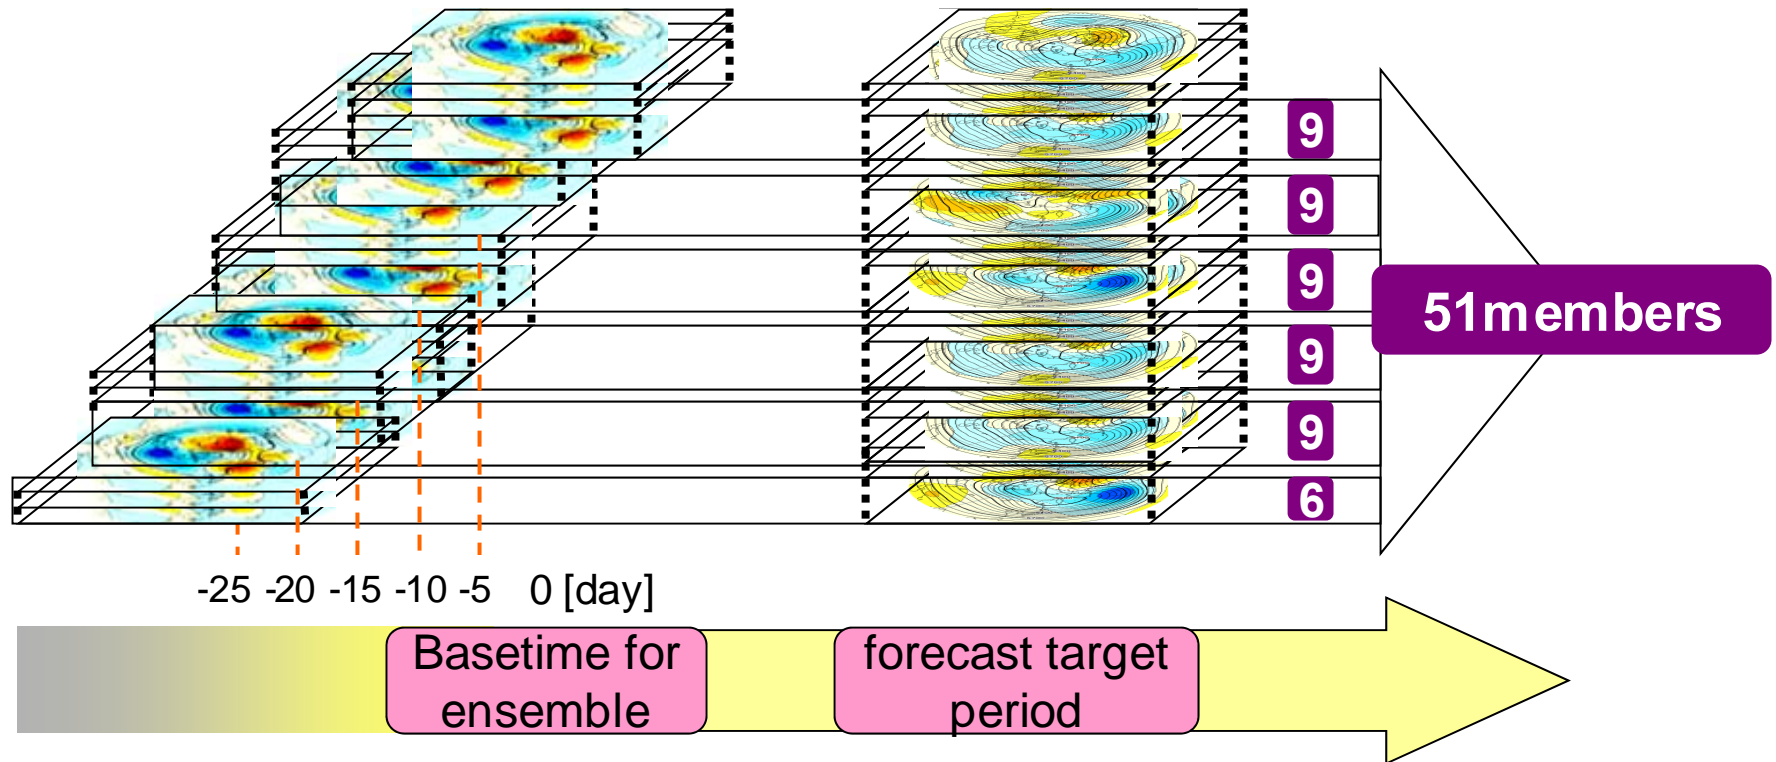 9
9
9
9
9
6
51members
-25 -20 -15 -10 -5 0 [day]
Basetime for
ensemble
forecast target
period